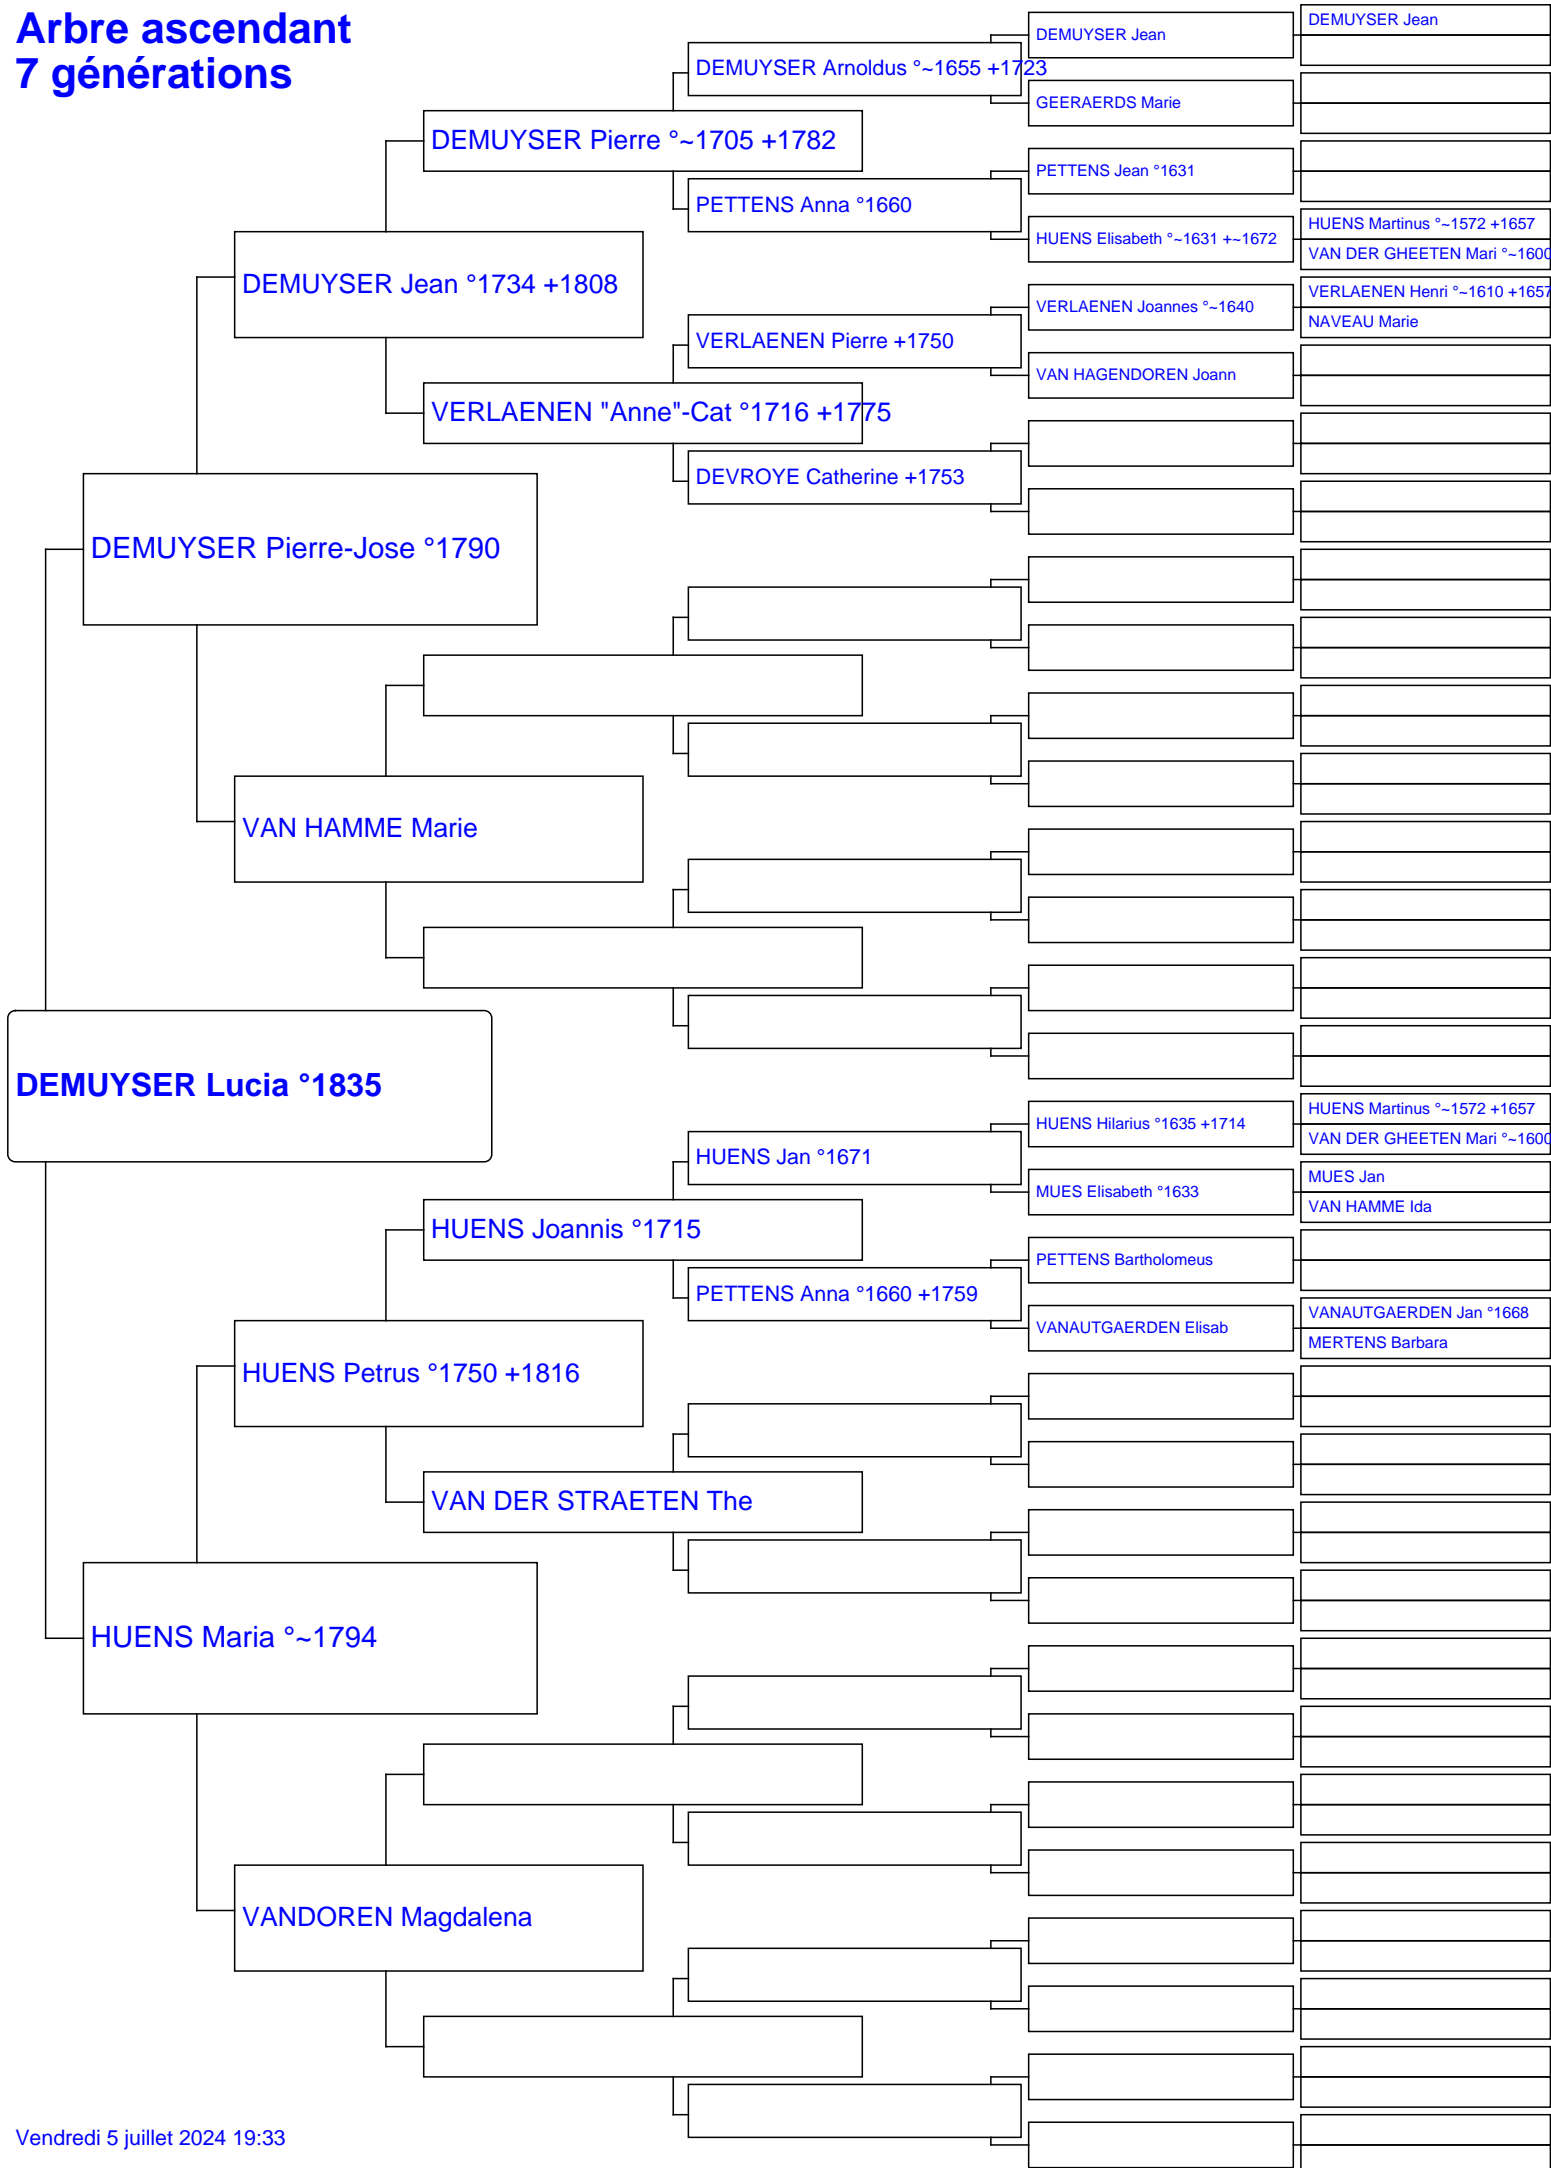 Arbre ascendant
7 générations
DEMUYSER Jean
DEMUYSER Jean
DEMUYSER Arnoldus °~1655 +1723
GEERAERDS Marie
DEMUYSER Pierre °~1705 +1782
PETTENS Jean °1631
PETTENS Anna °1660
HUENS Martinus °~1572 +1657
HUENS Elisabeth °~1631 +~1672
VAN DER GHEETEN Mari °~1600
DEMUYSER Jean °1734 +1808
VERLAENEN Henri °~1610 +1657
VERLAENEN Joannes °~1640
NAVEAU Marie
VERLAENEN Pierre +1750
VAN HAGENDOREN Joann
VERLAENEN "Anne"-Cat °1716 +1775
DEVROYE Catherine +1753
DEMUYSER Pierre-Jose °1790
VAN HAMME Marie
DEMUYSER Lucia °1835
HUENS Martinus °~1572 +1657
HUENS Hilarius °1635 +1714
VAN DER GHEETEN Mari °~1600
HUENS Jan °1671
MUES Jan
MUES Elisabeth °1633
VAN HAMME Ida
HUENS Joannis °1715
PETTENS Bartholomeus
PETTENS Anna °1660 +1759
VANAUTGAERDEN Jan °1668
VANAUTGAERDEN Elisab
MERTENS Barbara
HUENS Petrus °1750 +1816
VAN DER STRAETEN The
HUENS Maria °~1794
VANDOREN Magdalena
Vendredi 5 juillet 2024 19:33